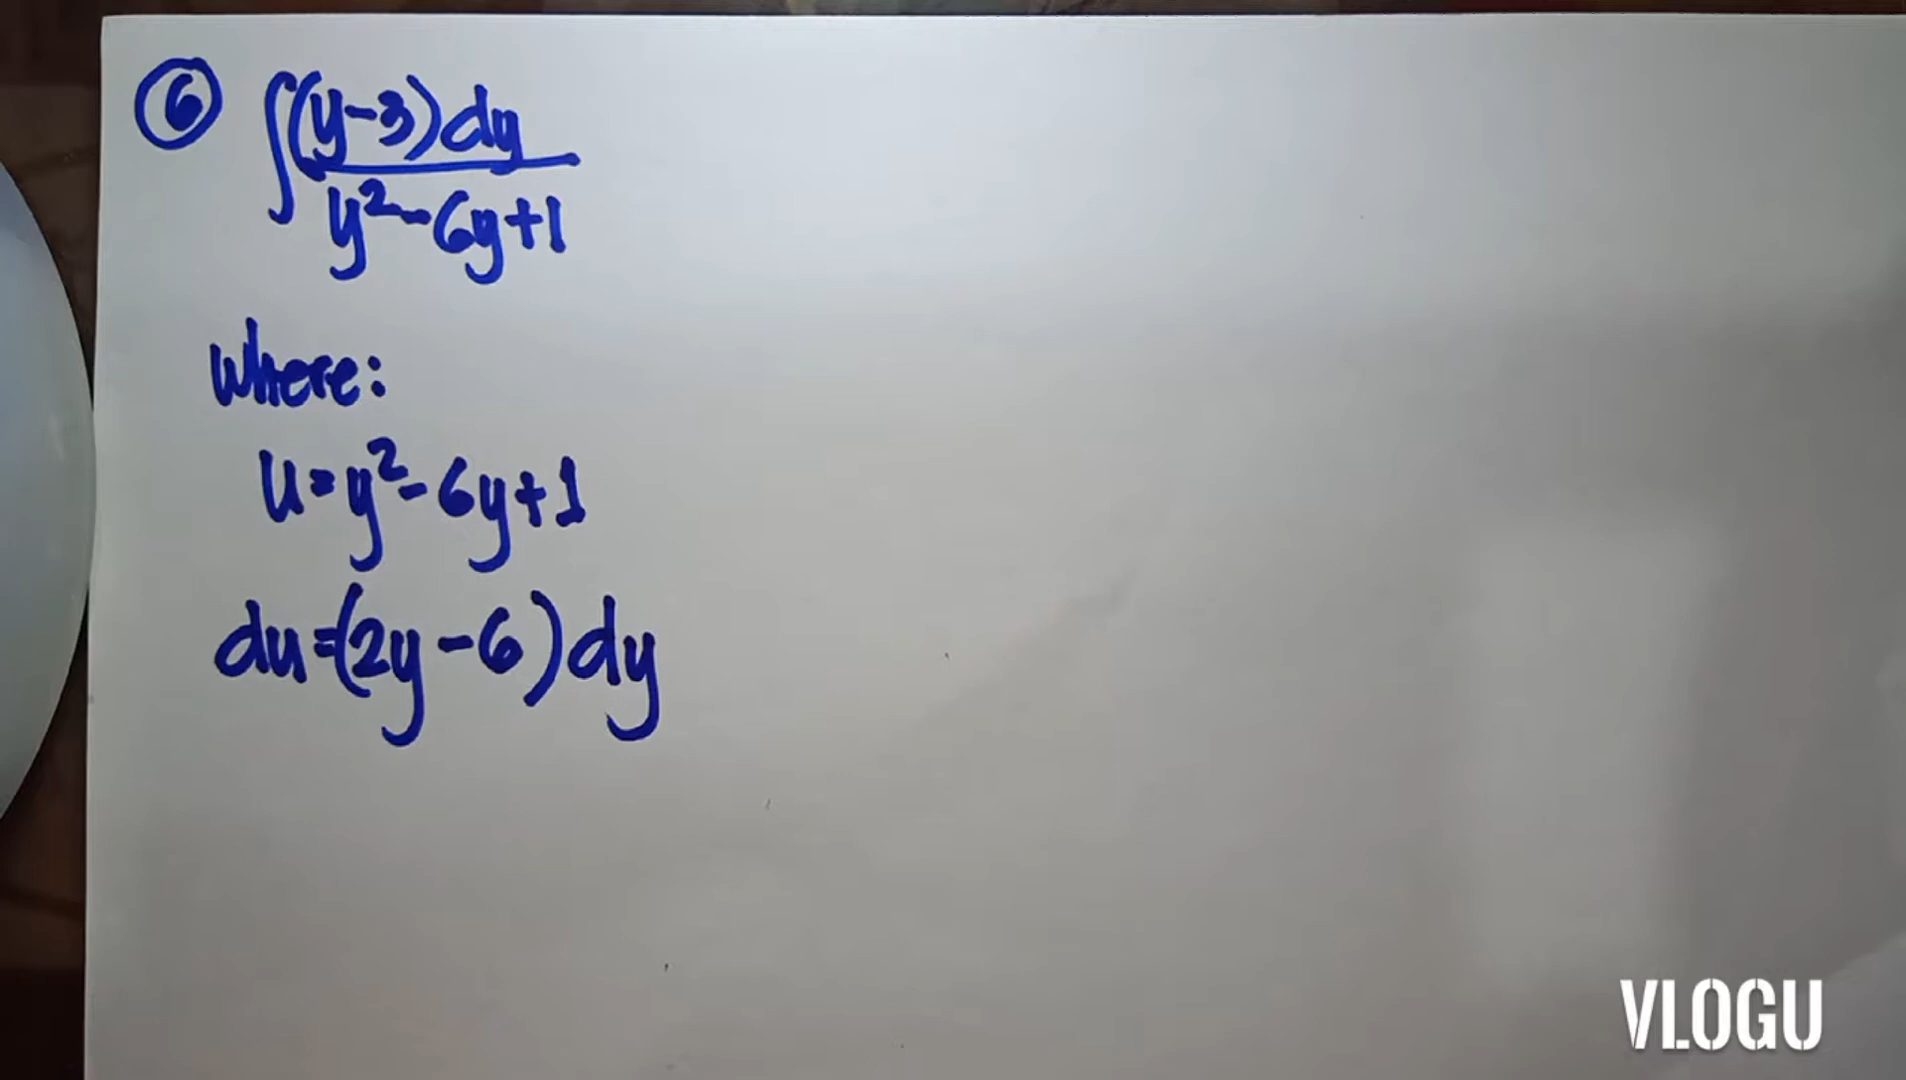 ⑥ ∫(y-3)dy
y²-6y+1
where:
u=y²-6y+1
du=(2y-6)dy
VLOGU